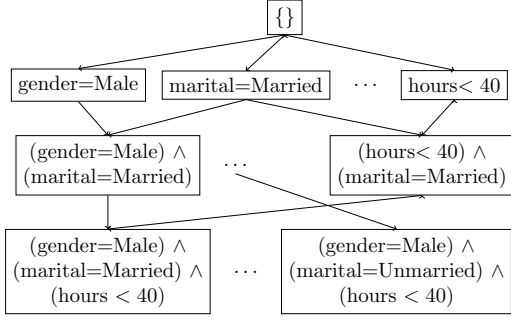 {}
gender=Male
marital=Married
⋯
hours< 40
(gender=Male) ∧
(marital=Married)
⋯
(hours< 40) ∧
(marital=Married)
(gender=Male) ∧
(marital=Married) ∧
(hours < 40)
⋯
(gender=Male) ∧
(marital=Unmarried) ∧
(hours < 40)